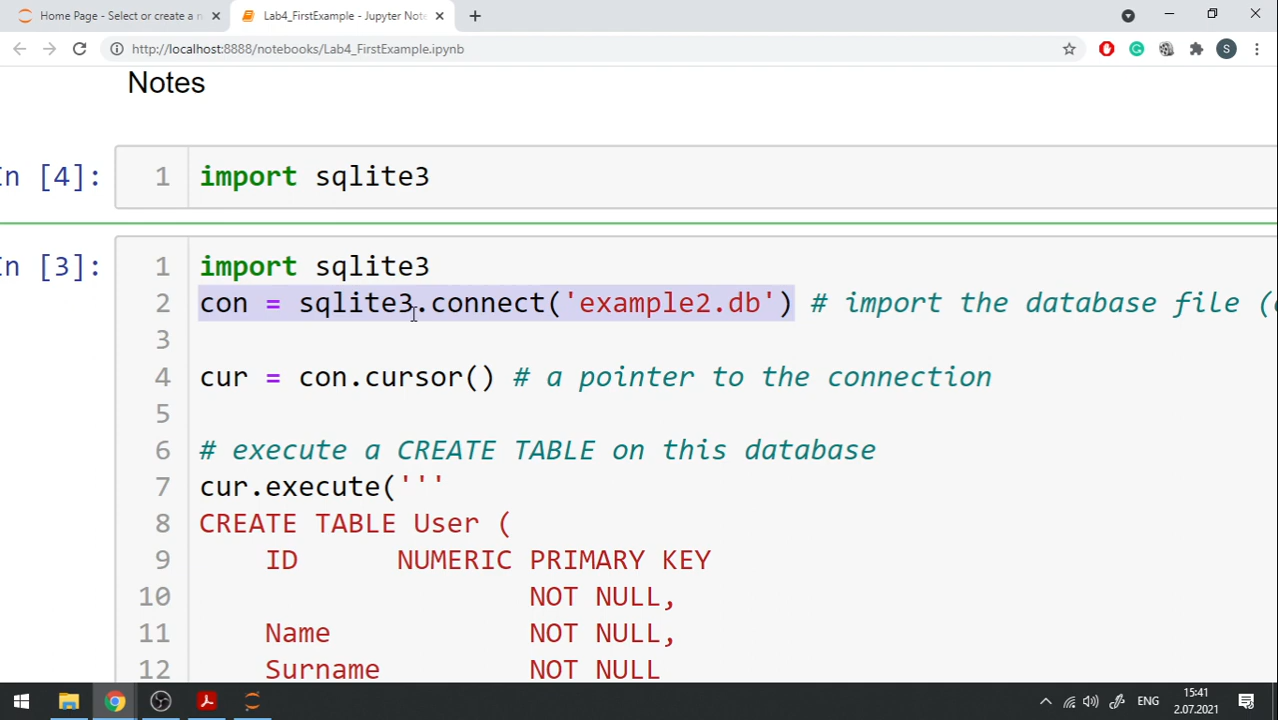 Home Page - Select or create a n
Lab4_FirstExample - Jupyter Note
http://localhost:8888/notebooks/Lab4_FirstExample.ipynb
S
Notes
In [4]:
1 import sqlite3
In [3]:
1 import sqlite3
2 con = sqlite3.connect('example2.db') # import the database file (
3
4 cur = con.cursor() # a pointer to the connection
5
6 # execute a CREATE TABLE on this database
7 cur.execute('''
8 CREATE TABLE User (
9 ID NUMERIC PRIMARY KEY
10 NOT NULL,
11 Name NOT NULL,
12 Surname NOT NULL
ENG
15:41
2.07.2021